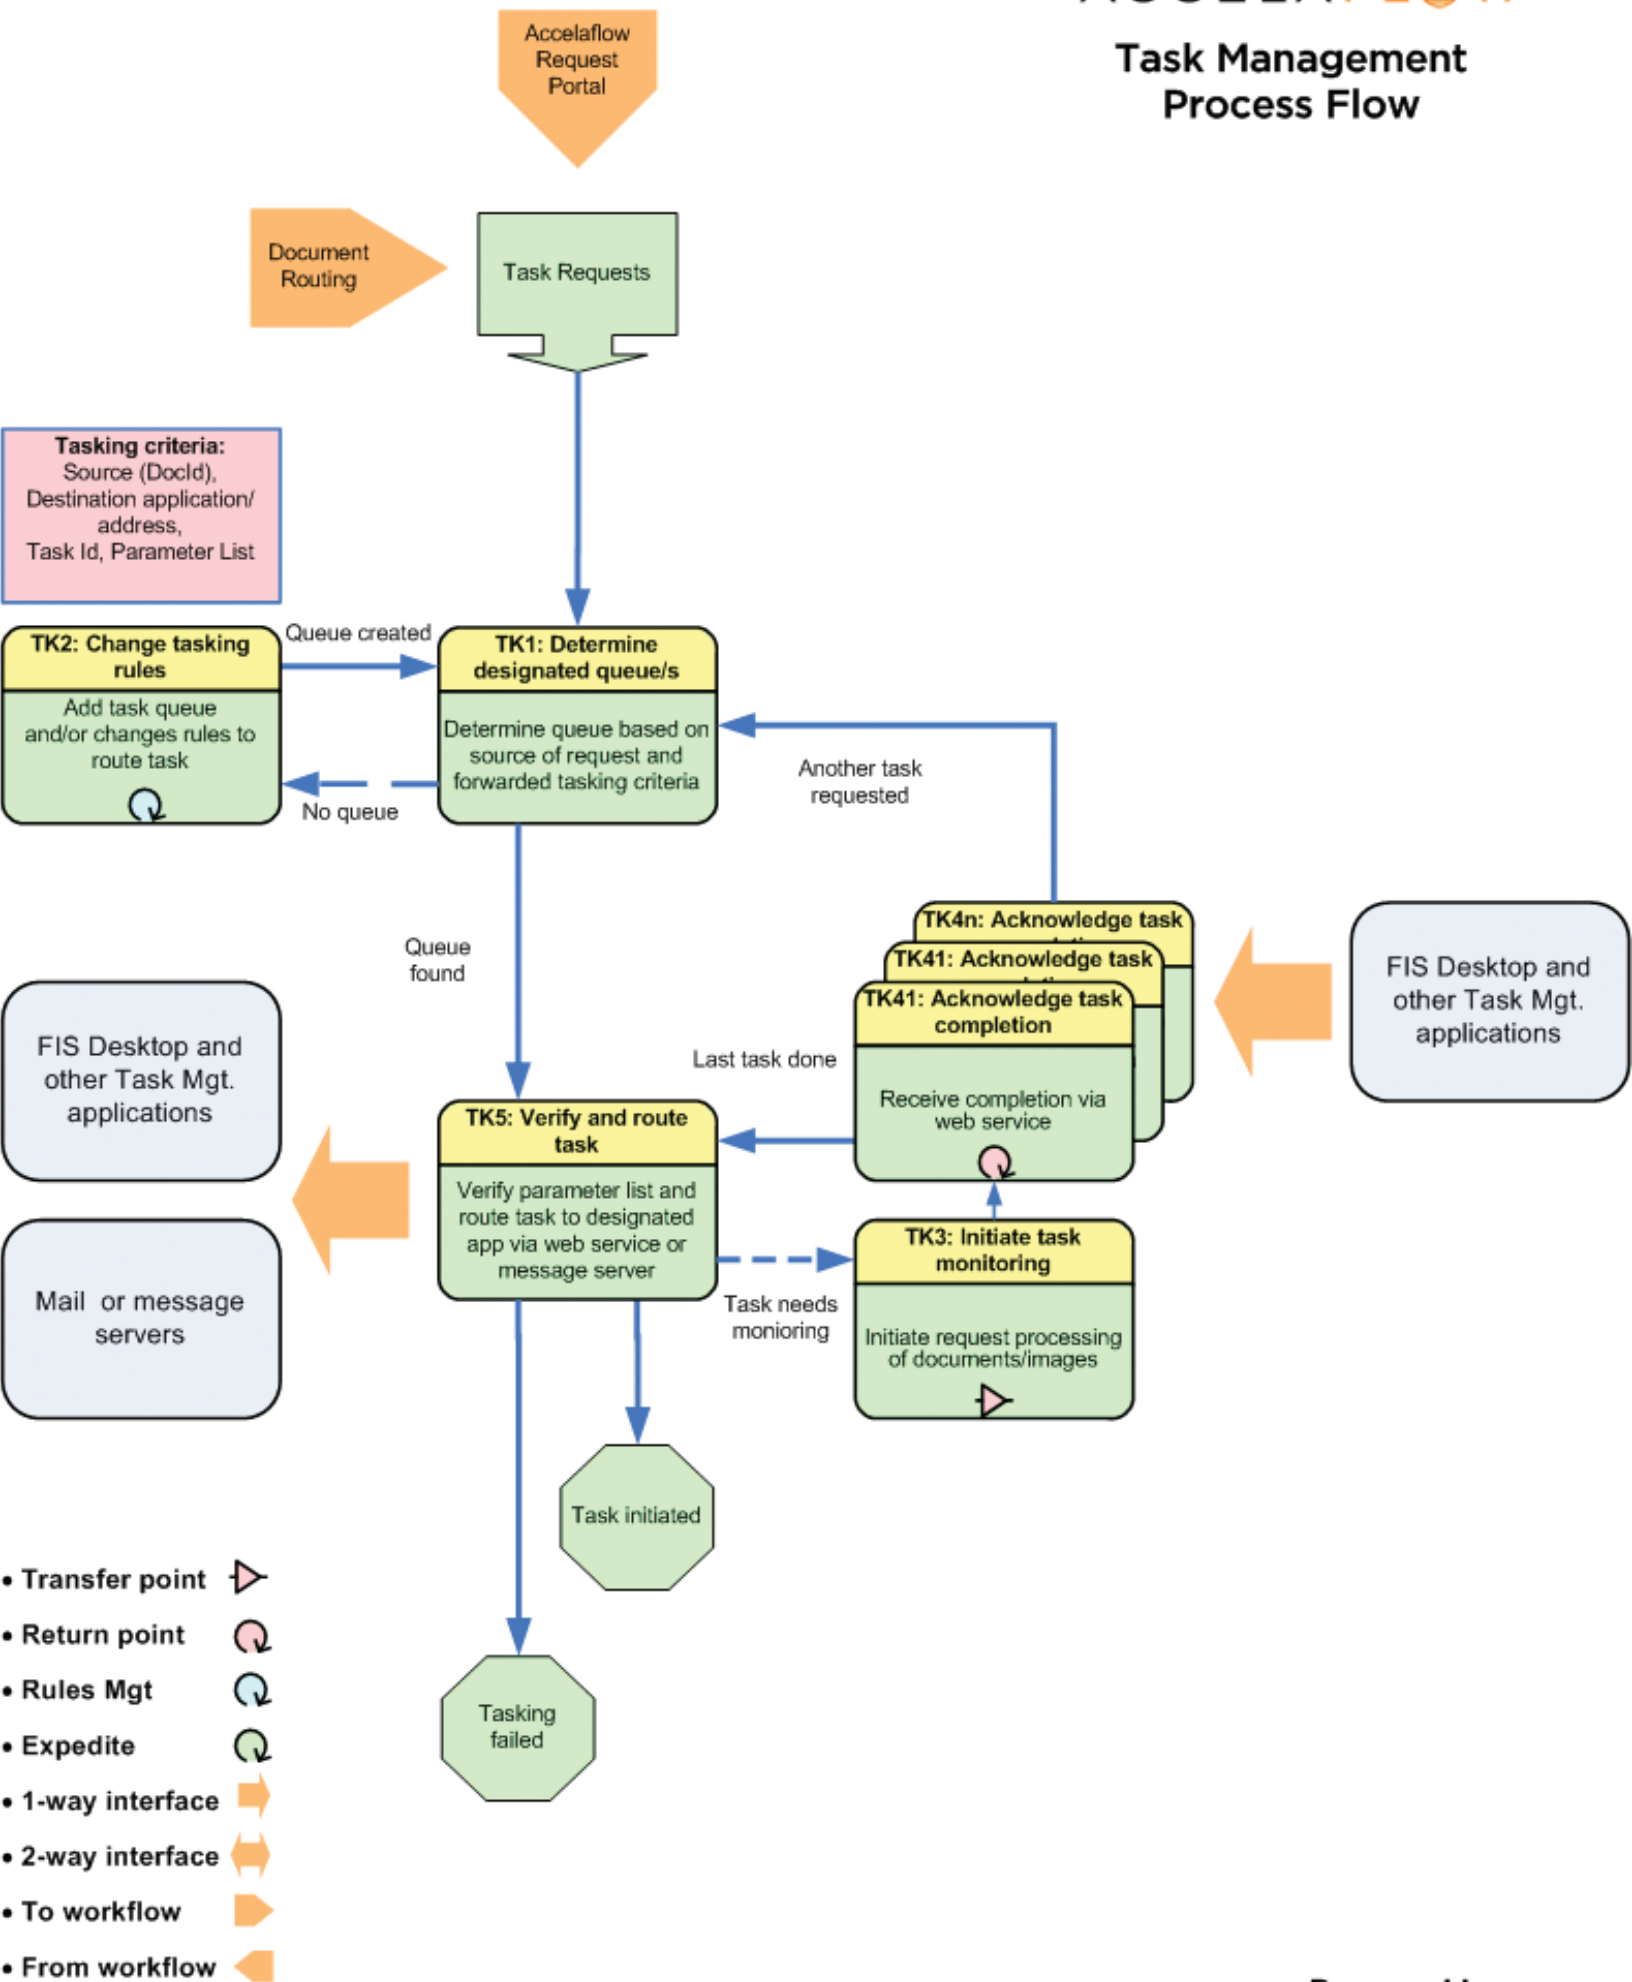 Task Management
Process Flow
Accelaflow
Request
Portal
Document
Routing
Task Requests
Tasking criteria:
Source (DocId),
Destination application/
address,
Task Id, Parameter List
TK2: Change tasking
rules
Add task queue
and/or changes rules to
route task
Queue created
No queue
TK1: Determine
designated queue/s
Determine queue based on
source of request and
forwarded tasking criteria
Another task
requested
Queue
found
TK4n: Acknowledge task
TK41: Acknowledge task
TK41: Acknowledge task
completion
Receive completion via
web service
FIS Desktop and
other Task Mgt.
applications
FIS Desktop and
other Task Mgt.
applications
Last task done
TK5: Verify and route
task
Verify parameter list and
route task to designated
app via web service or
message server
Mail or message
servers
Task needs
monioring
TK3: Initiate task
monitoring
Initiate request processing
of documents/images
Task initiated
Tasking
failed
• Transfer point
• Return point
• Rules Mgt
• Expedite
• 1-way interface
• 2-way interface
• To workflow
• From workflow